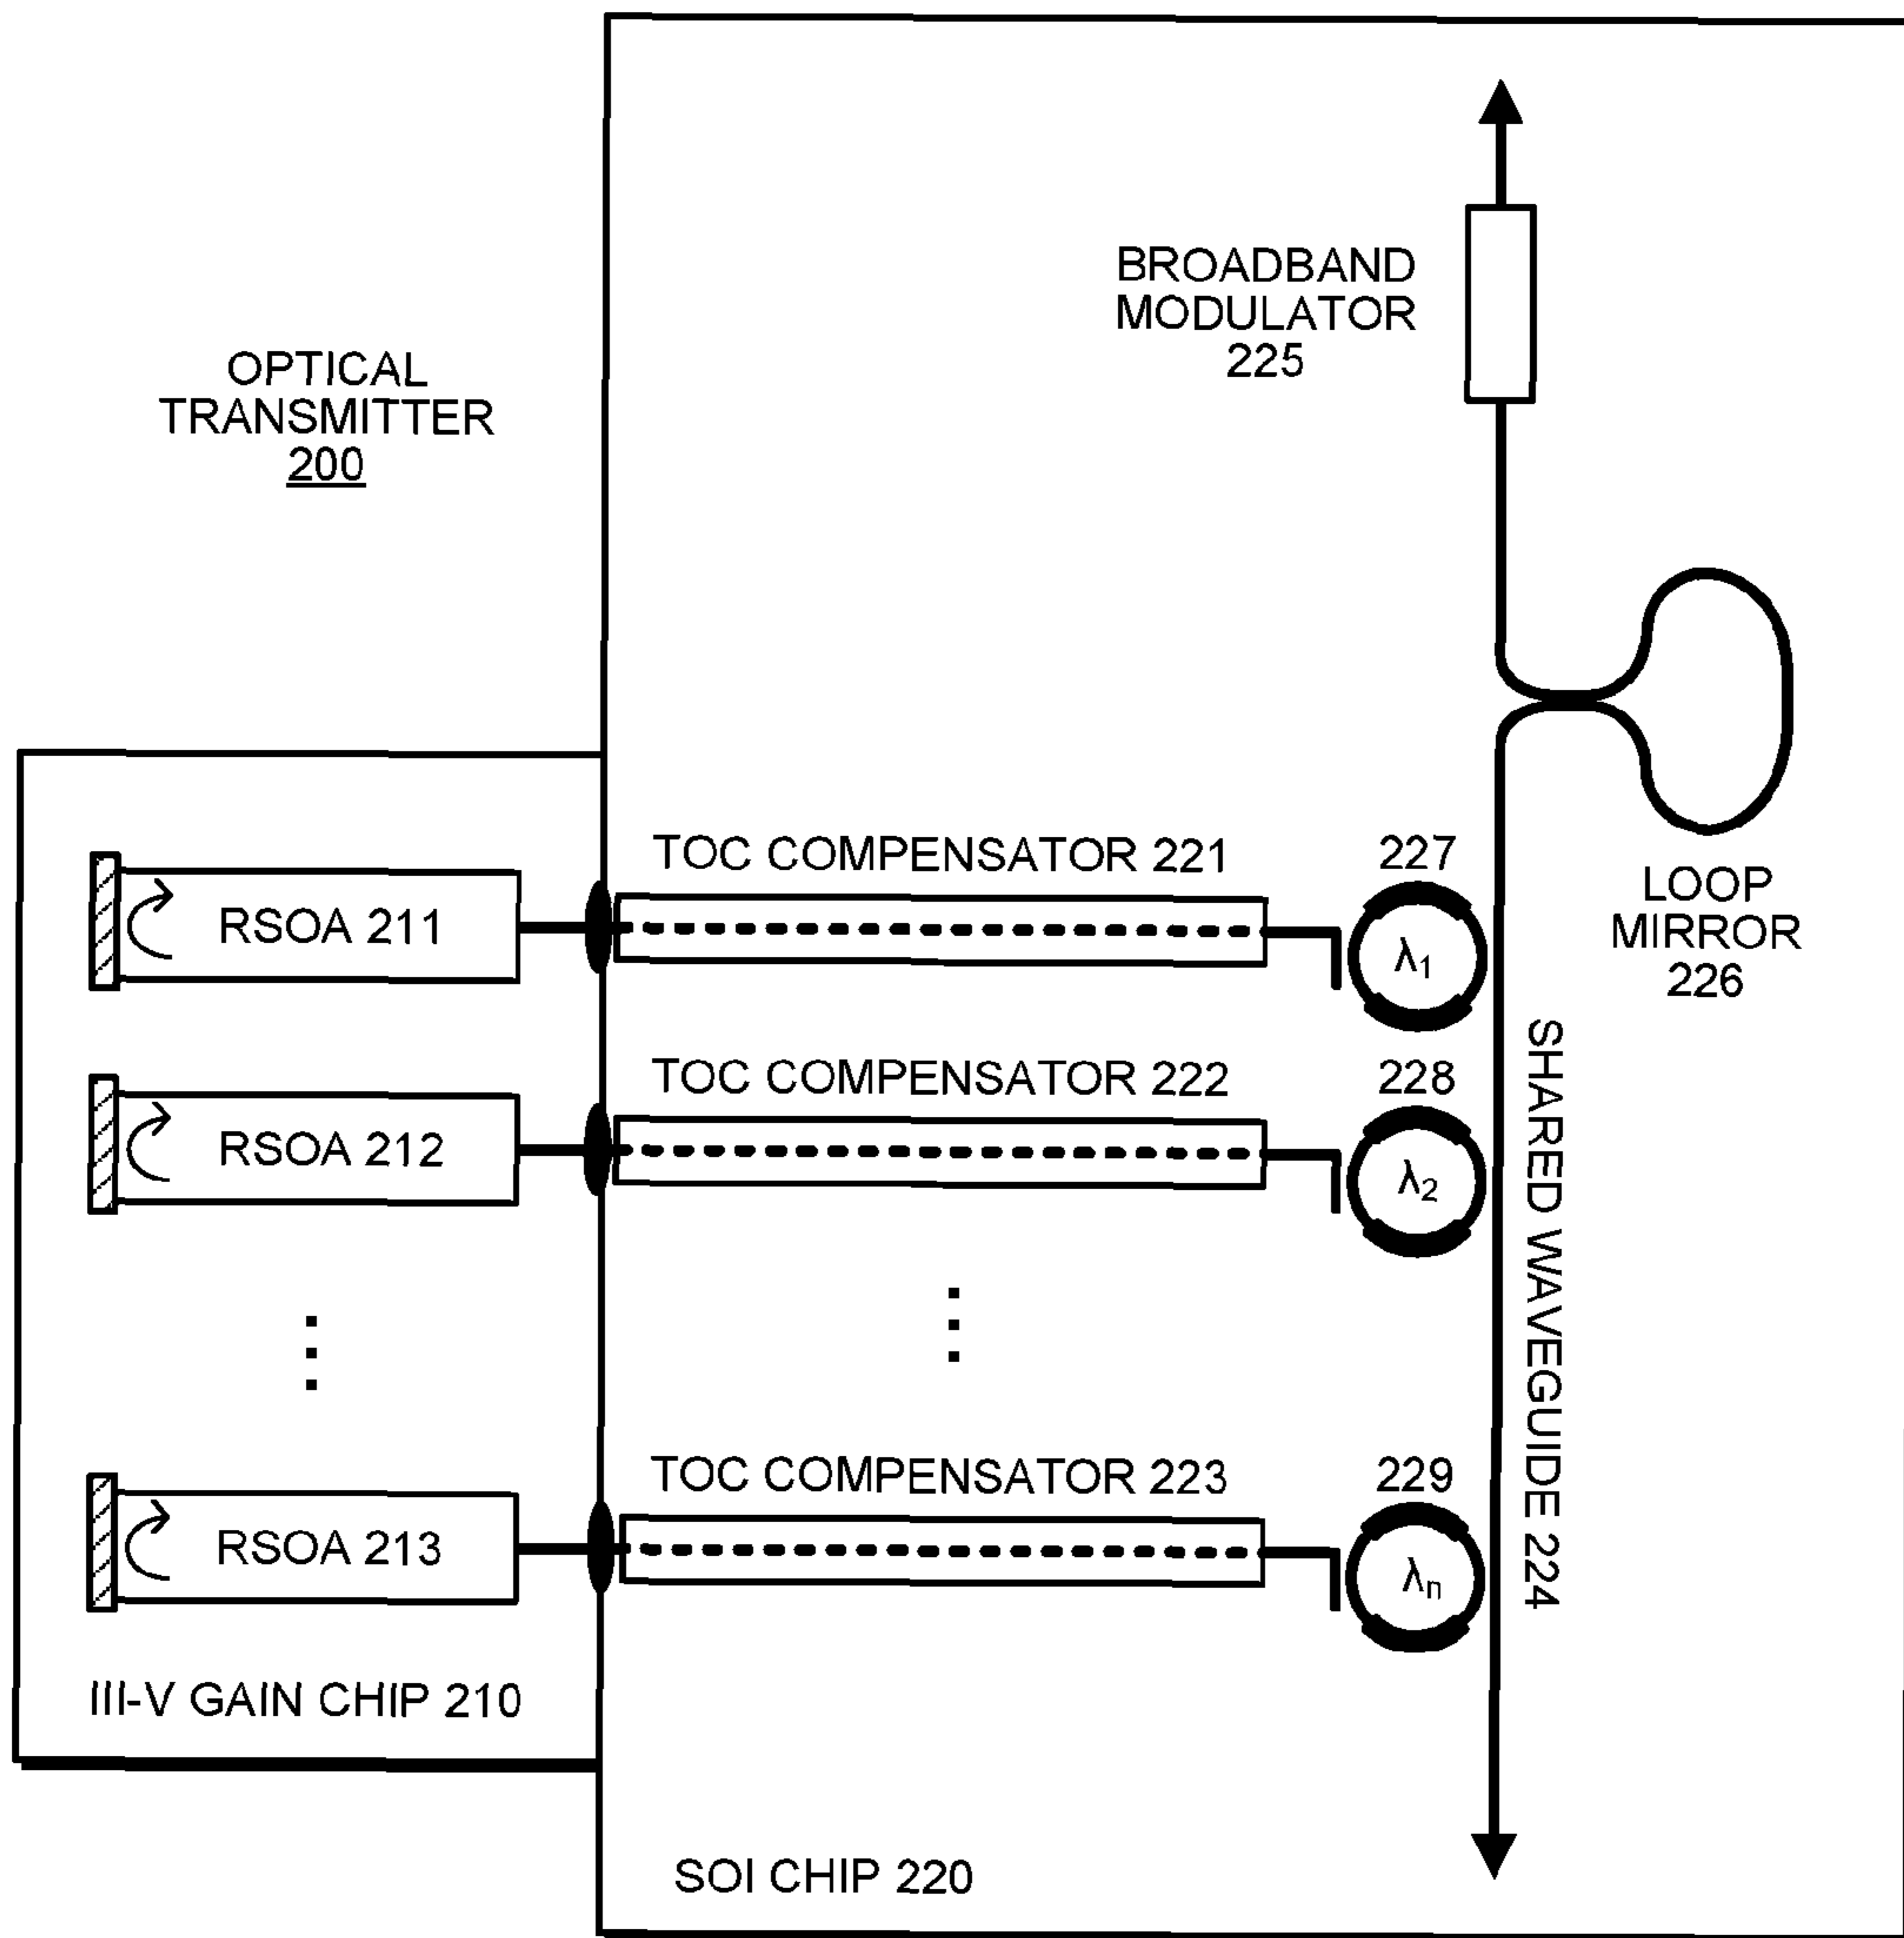 BROADBAND
MODULATOR
225
OPTICAL
TRANSMITTER
200
TOC COMPENSATOR 221
227
LOOP
MIRROR
226
RSOA 211
λ1
TOC COMPENSATOR 222
228
RSOA 212
λ2
SHARED WAVEGUIDE 224
TOC COMPENSATOR 223
229
RSOA 213
λn
III-V GAIN CHIP 210
SOI CHIP 220